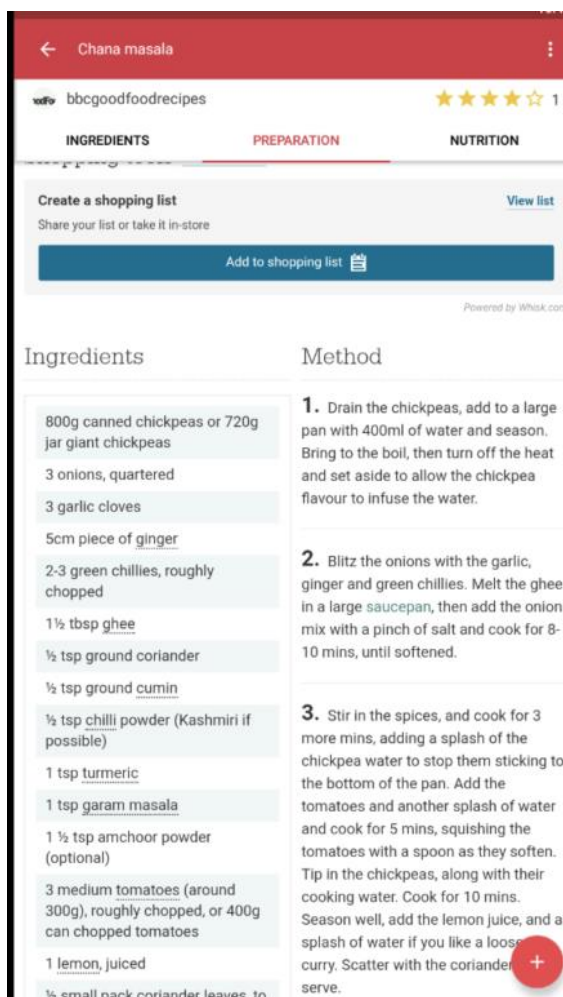 Chana masala
bbcgoodfoodrecipes
1
INGREDIENTS
PREPARATION
NUTRITION
Create a shopping list
View list
Share your list or take it in-store
Add to shopping list
Powered by Whisk.com
Ingredients
800g canned chickpeas or 720g
jar giant chickpeas
3 onions, quartered
3 garlic cloves
5cm piece of ginger
2-3 green chillies, roughly
chopped
1½ tbsp ghee
½ tsp ground coriander
½ tsp ground cumin
½ tsp chilli powder (Kashmiri if
possible)
1 tsp turmeric
1 tsp garam masala
1 ½ tsp amchoor powder
(optional)
3 medium tomatoes (around
300g), roughly chopped, or 400g
can chopped tomatoes
1 lemon, juiced
½ small pack coriander leaves, to
Method
1. Drain the chickpeas, add to a large
pan with 400ml of water and season.
Bring to the boil, then turn off the heat
and set aside to allow the chickpea
flavour to infuse the water.
2. Blitz the onions with the garlic,
ginger and green chillies. Melt the ghee
in a large saucepan, then add the onion
mix with a pinch of salt and cook for 8-
10 mins, until softened.
3. Stir in the spices, and cook for 3
more mins, adding a splash of the
chickpea water to stop them sticking to
the bottom of the pan. Add the
tomatoes and another splash of water
and cook for 5 mins, squishing the
tomatoes with a spoon as they soften.
Tip in the chickpeas, along with their
cooking water. Cook for 10 mins.
Season well, add the lemon juice, and a
splash of water if you like a loose
curry. Scatter with the coriander
serve.